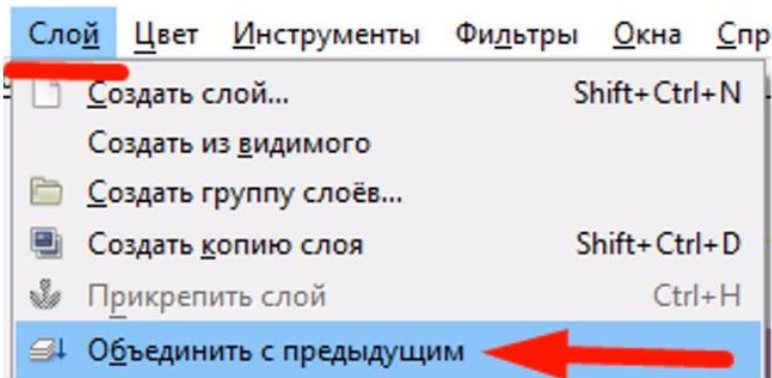 Слой Цвет Инструменты Фильтры Окна Спр
Создать слой... Shift+Ctrl+N
Создать из видимого
Создать группу слоёв...
Создать копию слоя Shift+Ctrl+D
Прикрепить слой Ctrl+H
Объединить с предыдущим